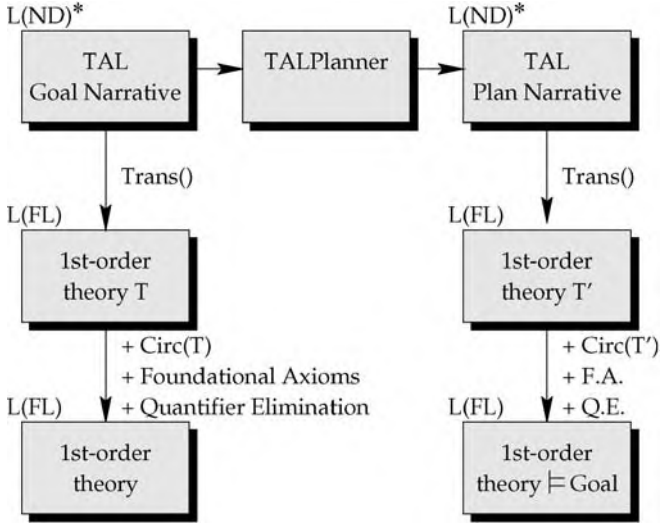 L(ND)*
L(ND)*
TAL
Goal Narrative
TALPlanner
TAL
Plan Narrative
Trans()
Trans()
L(FL)
L(FL)
1st-order
theory T
1st-order
theory T'
+ Circ(T)
+ Foundational Axioms
+ Quantifier Elimination
+ Circ(T')
+ F.A.
+ Q.E.
L(FL)
L(FL)
1st-order
theory
1st-order
theory ⊨ Goal